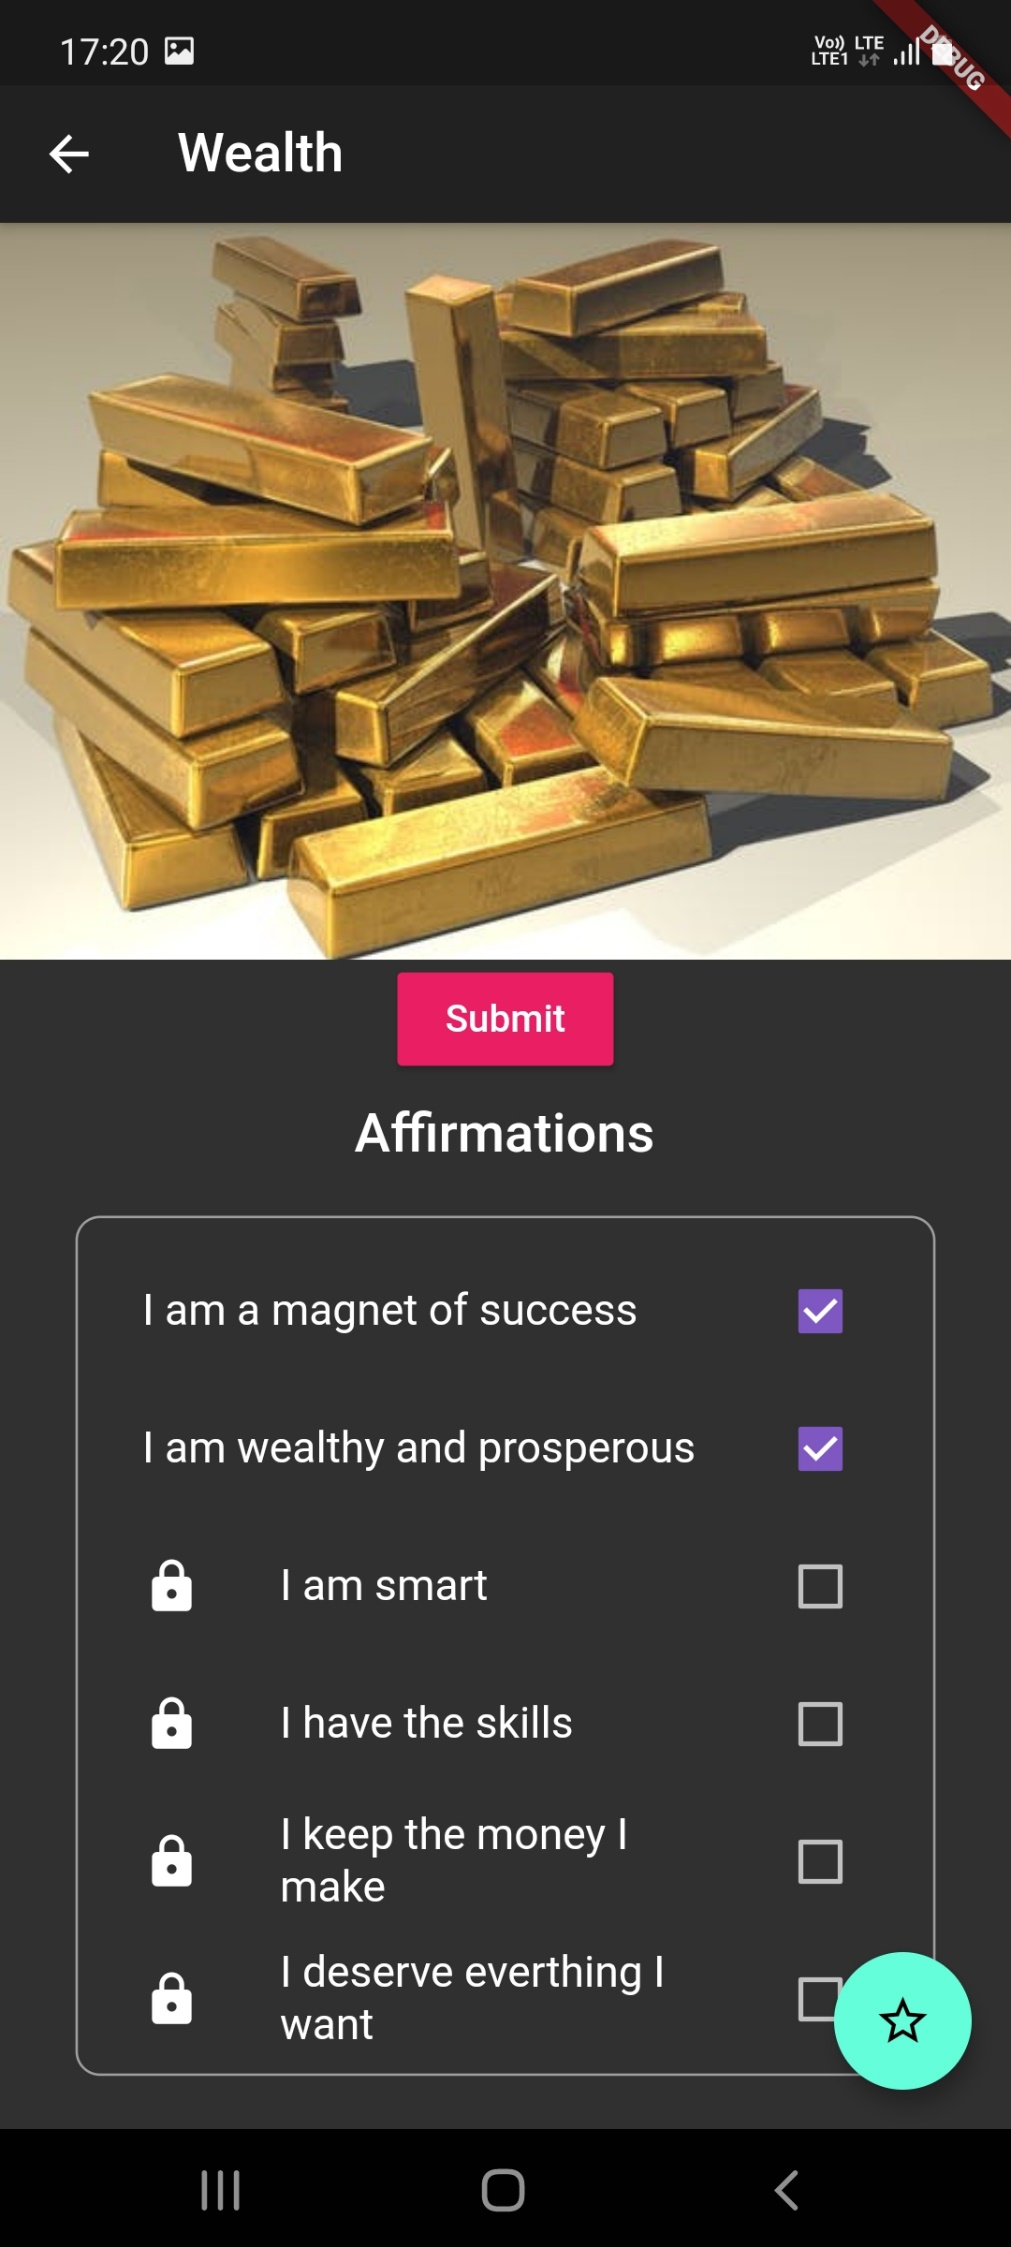 17:20
Vo)) LTE
LTE1
DEBUG
Wealth
Submit
Affirmations
I am a magnet of success
I am wealthy and prosperous
I am smart
I have the skills
I keep the money I
make
I deserve everthing I
want